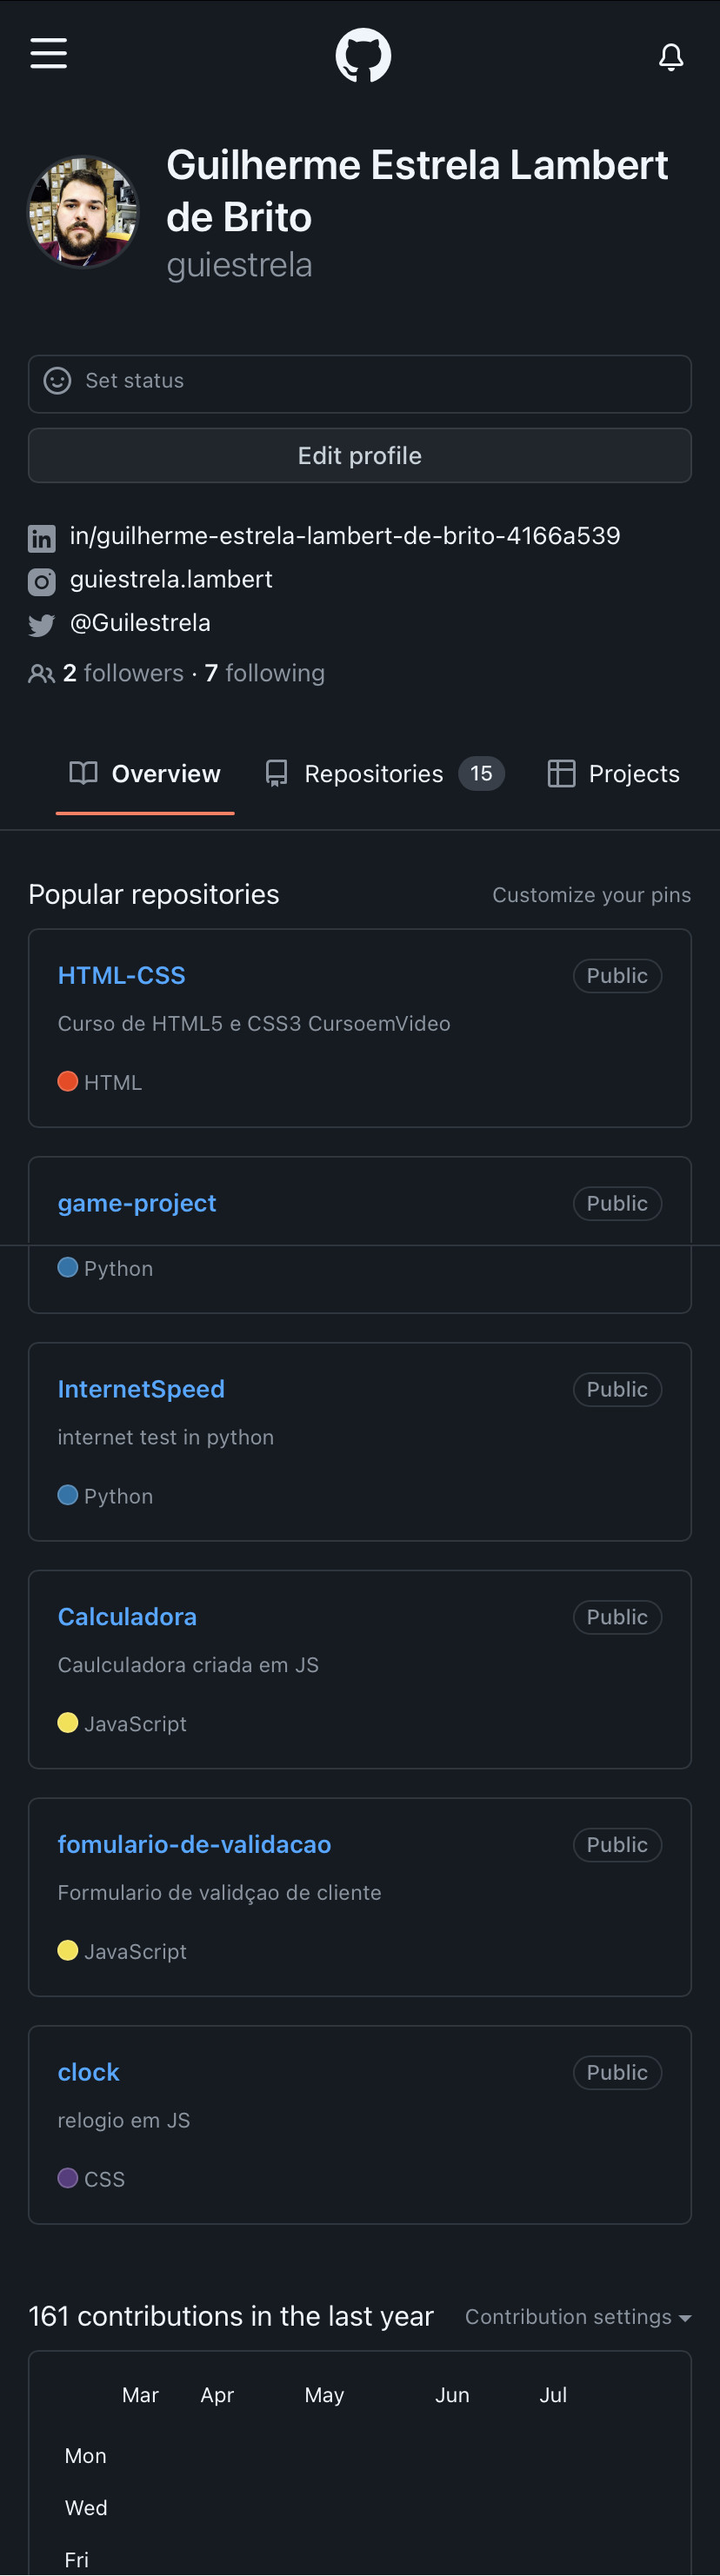 Guilherme Estrela Lambert
de Brito
guiestrela
Set status
Edit profile
in/guilherme-estrela-lambert-de-brito-4166a539
guiestrela.lambert
@Guilestrela
2 followers · 7 following
Overview Repositories 15 Projects
Popular repositories Customize your pins
HTML-CSS Public
Curso de HTML5 e CSS3 CursoemVideo
HTML
game-project Public
Python
InternetSpeed Public
internet test in python
Python
Calculadora Public
Caulculadora criada em JS
JavaScript
fomulario-de-validacao Public
Formulario de validçao de cliente
JavaScript
clock Public
relogio em JS
CSS
161 contributions in the last year Contribution settings
Mar Apr May Jun Jul
Mon
Wed
Fri